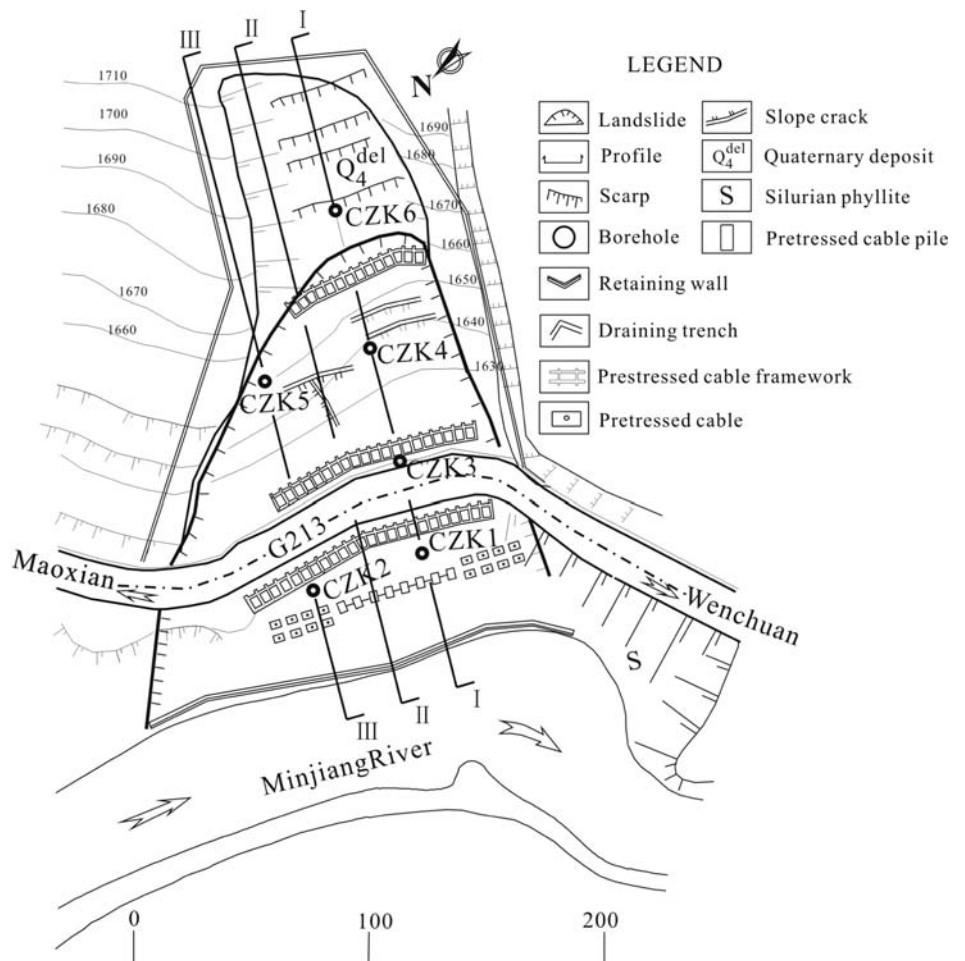 III
II
I
N
1710
1700
1690
1680
1670
1660
1690
1680
1670
1660
1650
1640
1630
Q4del
CZK6
CZK4
CZK5
CZK3
G213
CZK1
CZK2
Maoxian
Wenchuan
S
I
II
III
MinjiangRiver
0
100
200
LEGEND
Landslide
Profile
Scarp
Borehole
Retaining wall
Draining trench
Prestressed cable framework
Pretressed cable
Slope crack
Q4del Quaternary deposit
S Silurian phyllite
Pretressed cable pile